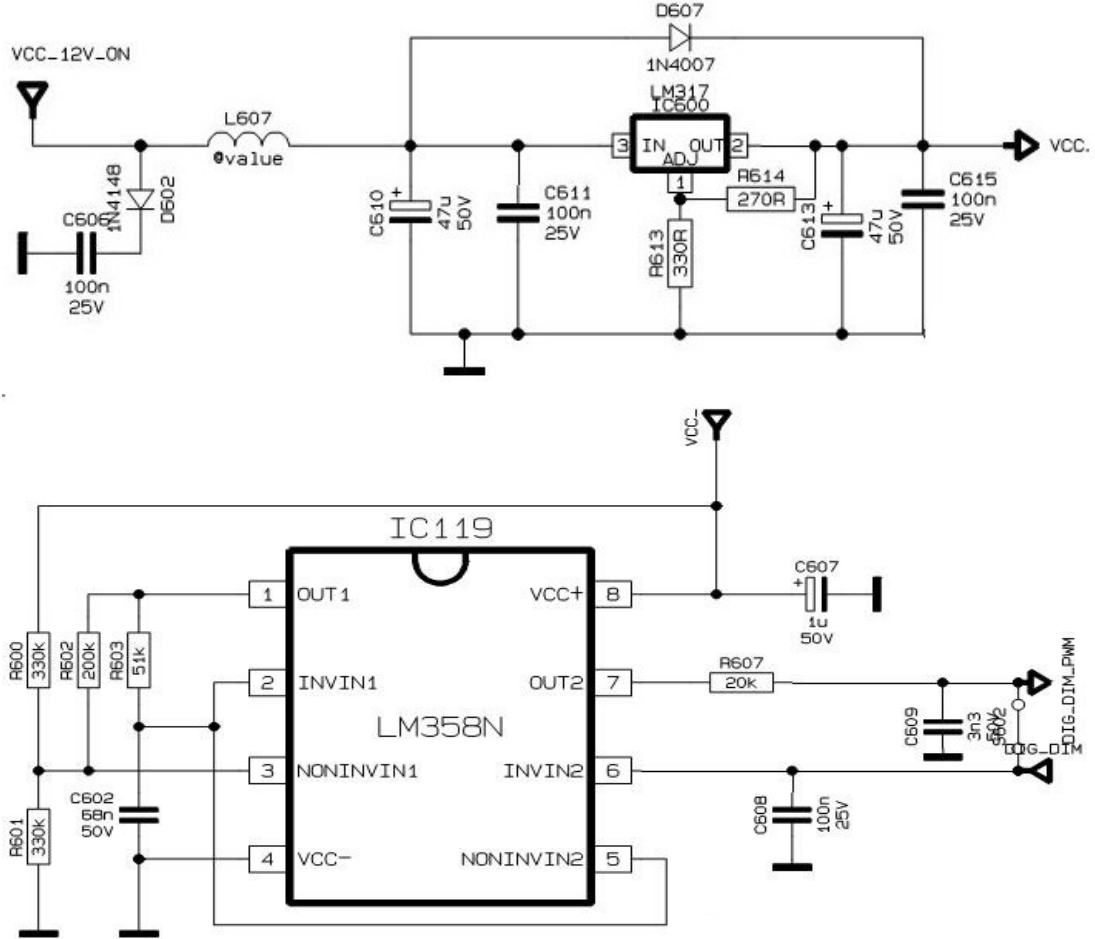 VCC_12V_ON
L607
@value
D607
1N4007
LM317
IC600
3 IN OUT 2
ADJ
1
VCC.
1N4148
D602
C606
100n
25V
C610
47u
50V
C611
100n
25V
R613
330R
R614
270R
C613
47u
50V
C615
100n
25V
VCC_
IC119
LM358N
1 OUT1
2 INVIN1
3 NONINVIN1
4 VCC-
VCC+ 8
OUT2 7
INVIN2 6
NONINVIN2 5
R600
330k
R602
200k
R603
51k
R601
330k
C602
68n
50V
C607
1u
50V
R607
20k
C609
3n3
50V
S602
DIG_DIM_PWM
DIG_DIM
C608
100n
25V